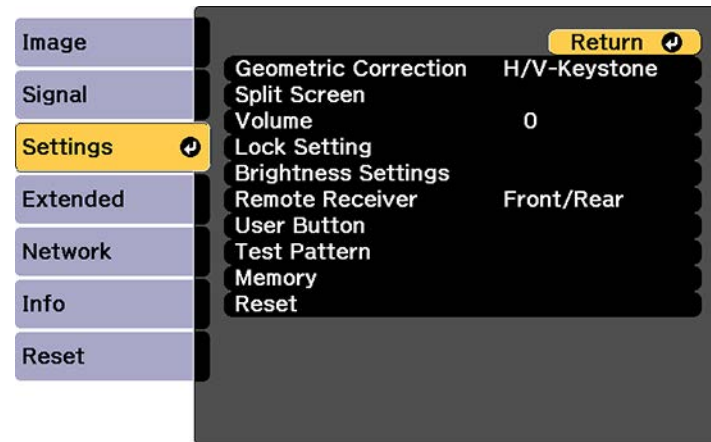 Image
Signal
Settings
Extended
Network
Info
Reset
Return
Geometric Correction H/V-Keystone
Split Screen
Volume 0
Lock Setting
Brightness Settings
Remote Receiver Front/Rear
User Button
Test Pattern
Memory
Reset